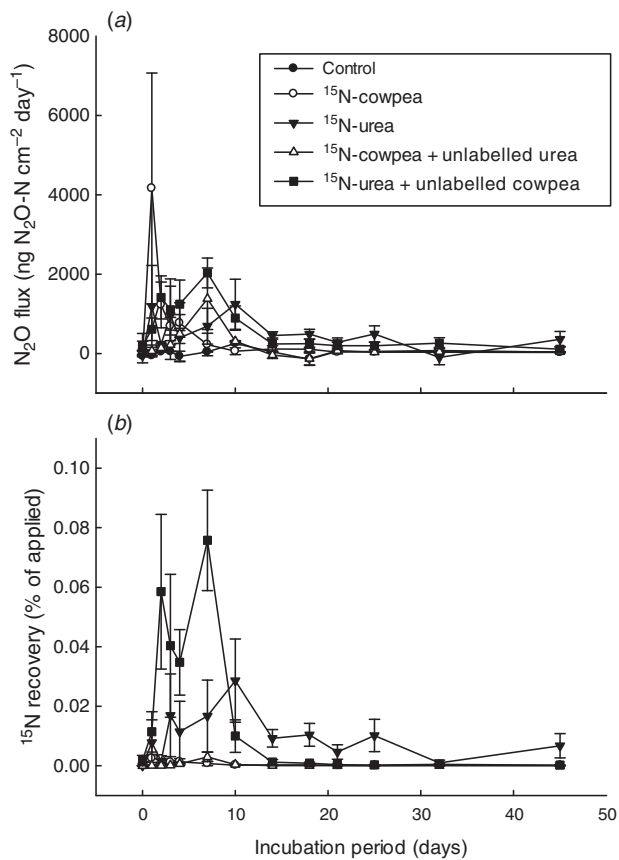 (a)
8000
6000
4000
2000
0
N₂O flux (ng N₂O-N cm⁻² day⁻¹)
Control
¹⁵N-cowpea
¹⁵N-urea
¹⁵N-cowpea + unlabelled urea
¹⁵N-urea + unlabelled cowpea
(b)
0.10
0.08
0.06
0.04
0.02
0.00
¹⁵N recovery (% of applied)
0 10 20 30 40 50
Incubation period (days)